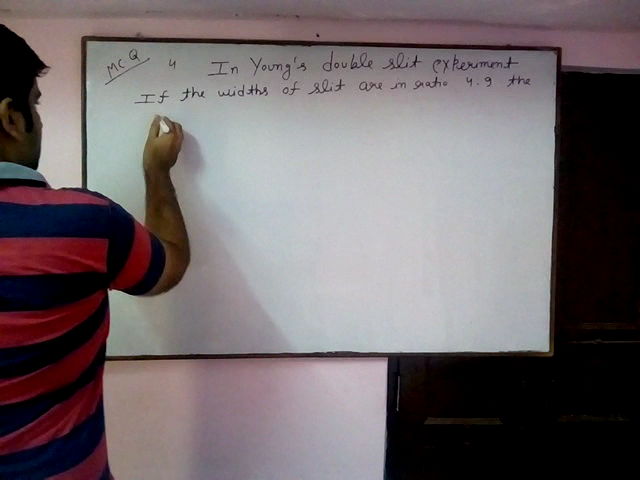 MCQ 4 In Young's double slit experiment
If the widths of slit are in ratio 4:9 the